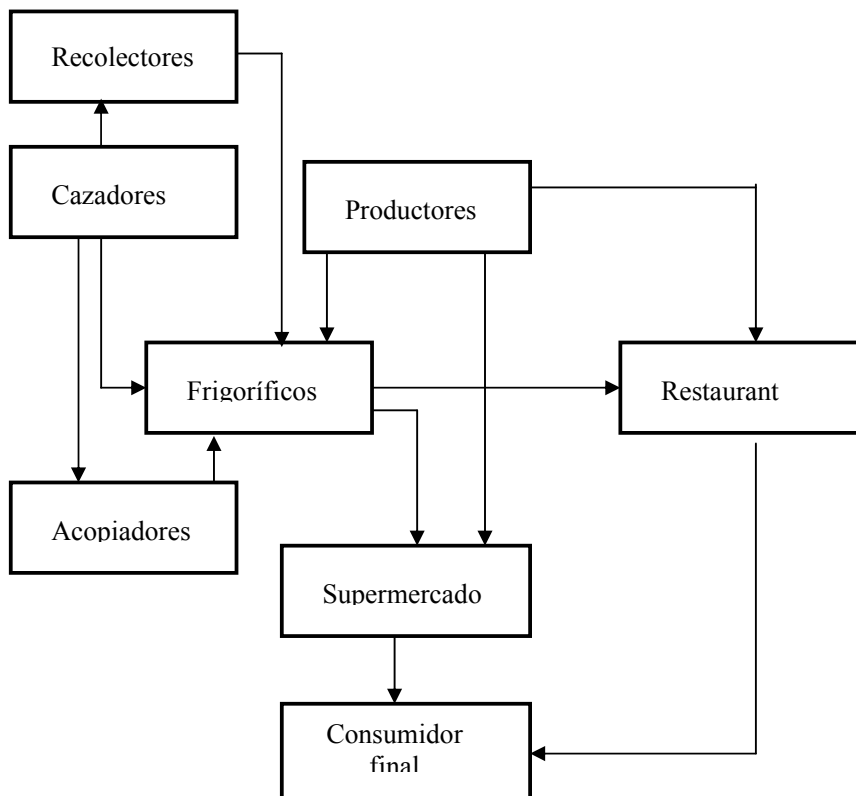 Recolectores
Cazadores
Productores
Frigoríficos
Restaurant
Acopiadores
Supermercado
Consumidor
final